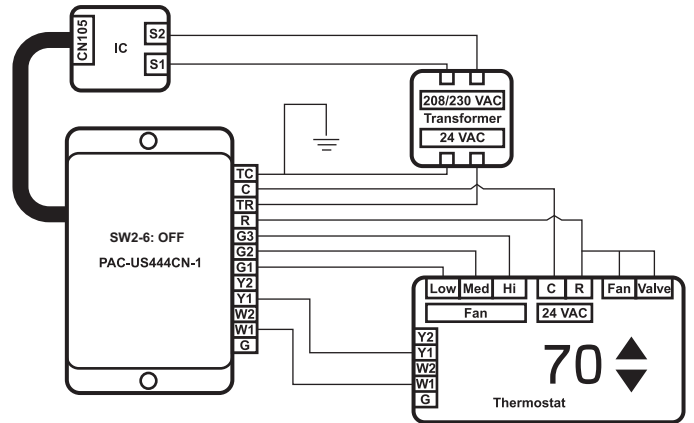 CN105
IC
S2
S1
208/230 VAC
Transformer
24 VAC
TC
C
TR
R
G3
G2
G1
Y2
Y1
W2
W1
G
SW2-6: OFF
PAC-US444CN-1
Low Med Hi C R Fan Valve
Fan 24 VAC
Y2
Y1
W2
W1
G
70
Thermostat